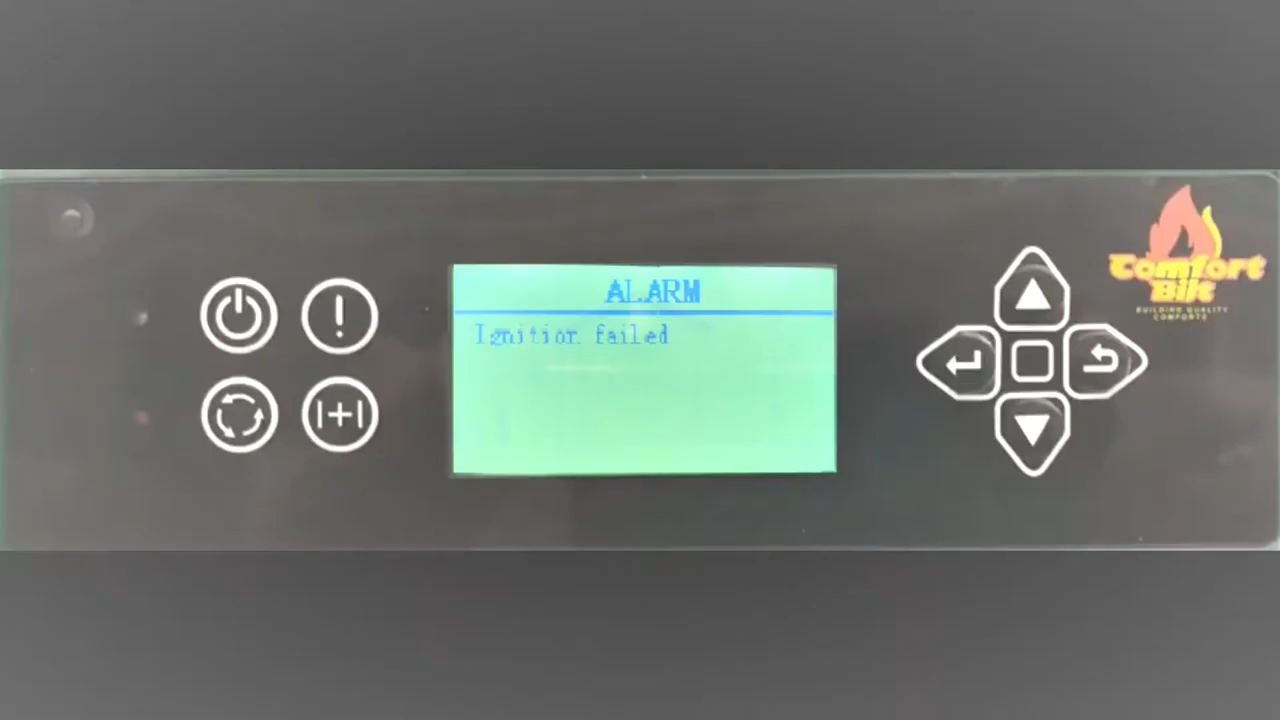 ALARM
Ignition failed
Comfort
Bilt
BUILDING QUALITY
COMFORTS